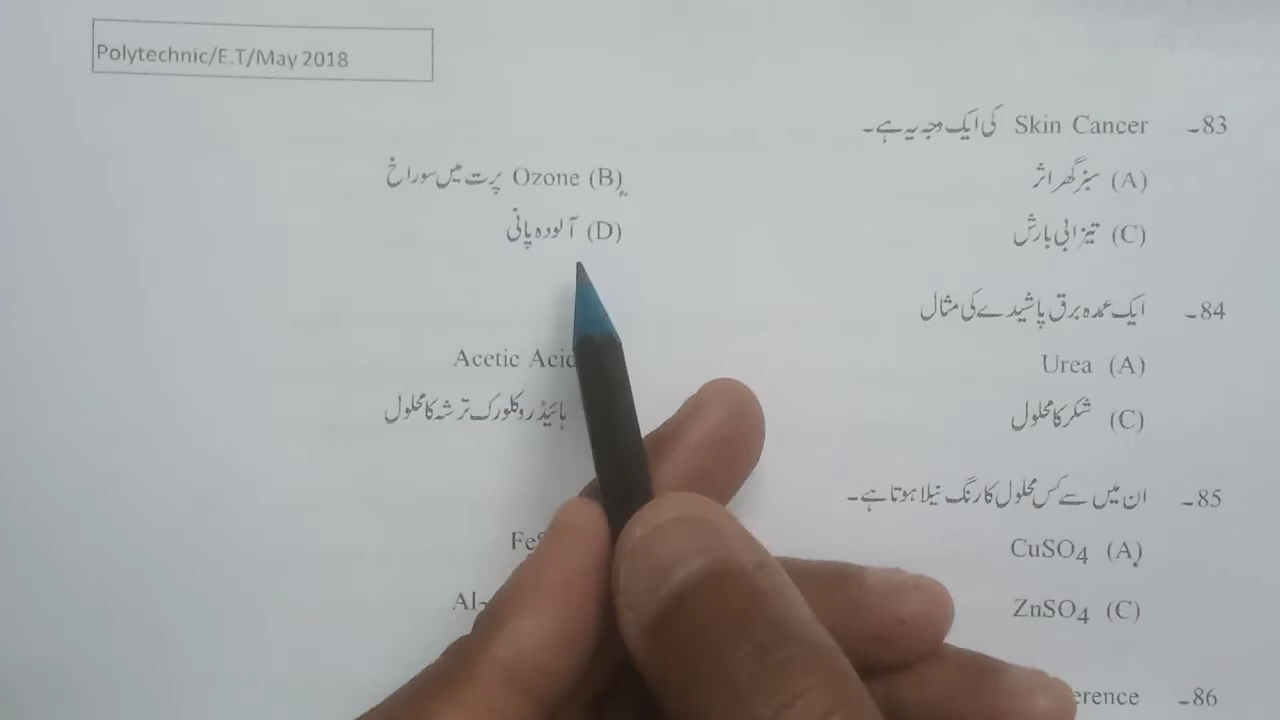 Polytechnic/E.T/May 2018
83۔ Skin Cancer کی ایک وجہ یہ ہے۔
(A) سبز گھر اثر (B) Ozone پرت میں سوراخ
(C) تیزابی بارش (D) آلودہ پانی
84۔ ایک عمدہ برق پاشیدے کی مثال
(A) Urea Acetic Acid
(C) شکر کا محلول ہائیڈروکلورک ترشہ کا محلول
85۔ ان میں سے کس محلول کا رنگ نیلا ہوتا ہے۔
(A) CuSO4
(C) ZnSO4
86۔